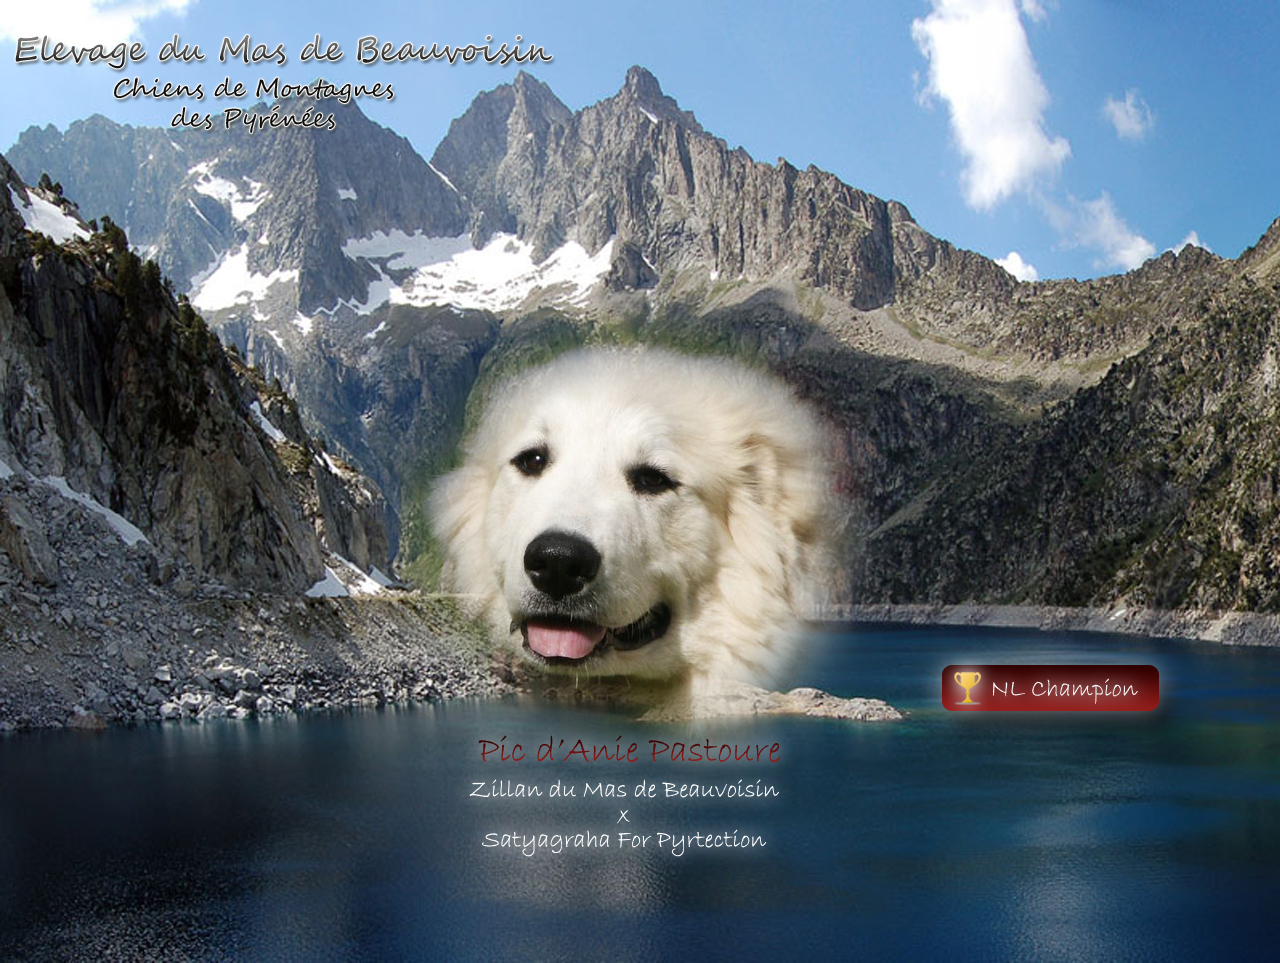 Elevage du Mas de Beauvoisin
Chiens de Montagnes
des Pyrénées
NL Champion
Pic d'Anie Pastoure
Zillan du Mas de Beauvoisin
x
Satyagraha For Pyrtection